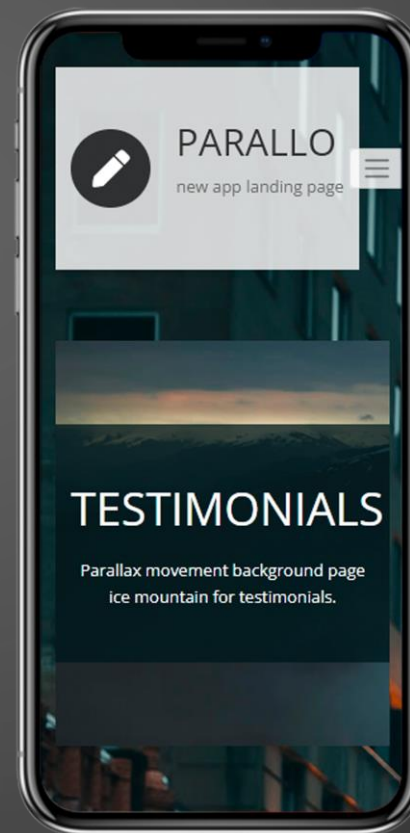 PARALLO
new app landing page
TESTIMONIALS
Parallax movement background page
ice mountain for testimonials.